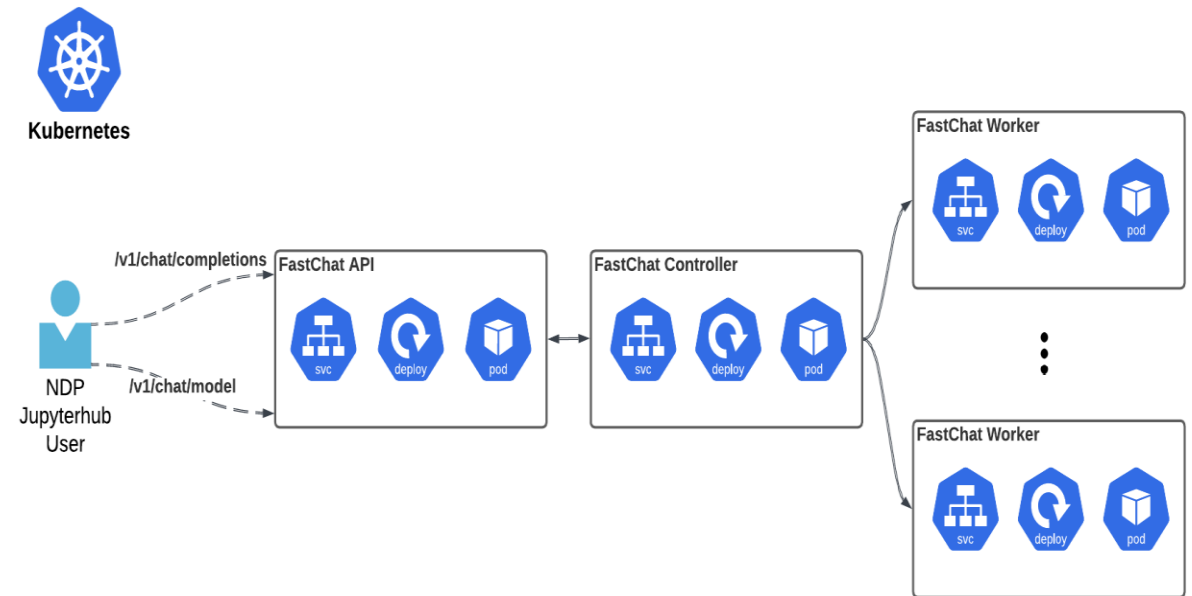 Kubernetes
/v1/chat/completions
/v1/chat/model
NDP
Jupyterhub
User
FastChat API
svc
deploy
pod
FastChat Controller
svc
deploy
pod
FastChat Worker
svc
deploy
pod
FastChat Worker
svc
deploy
pod